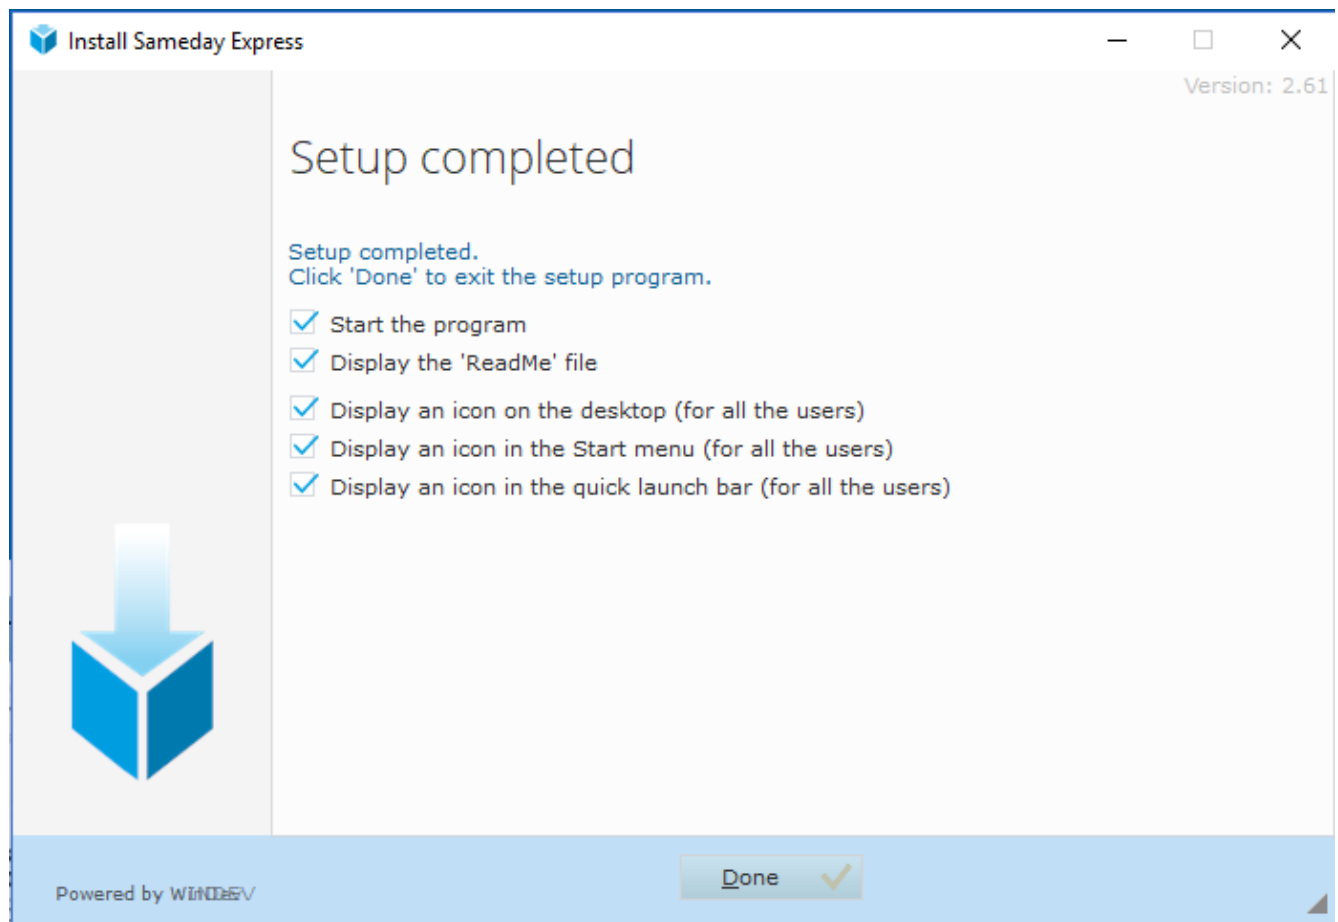 Install Sameday Express
Version: 2.61
Setup completed
Setup completed.
Click 'Done' to exit the setup program.
Start the program
Display the 'ReadMe' file
Display an icon on the desktop (for all the users)
Display an icon in the Start menu (for all the users)
Display an icon in the quick launch bar (for all the users)
Done
Powered by